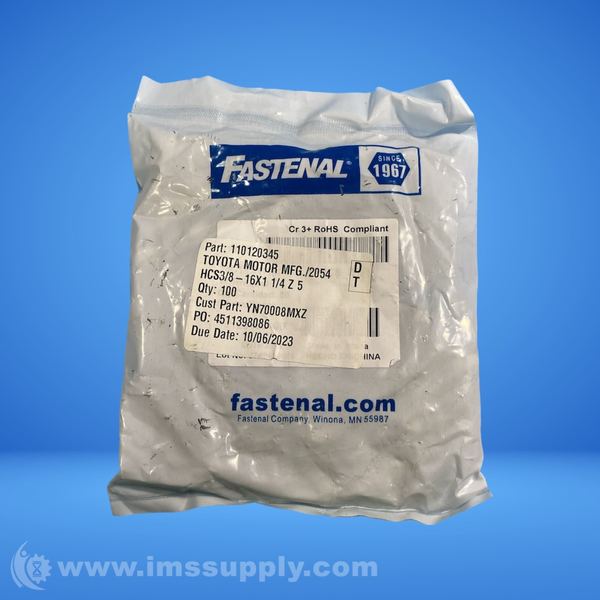 FASTENAL
SINCE
1967
Cr 3+ RoHS Compliant
Part: 110120345
TOYOTA MOTOR MFG./2054
HCS3/8-16X1 1/4 Z 5
Qty: 100
Cust Part: YN70008MXZ
PO: 4511398086
Due Date: 10/06/2023
D
T
fastenal.com
Fastenal Company, Winona, MN 55987
www.imssupply.com/